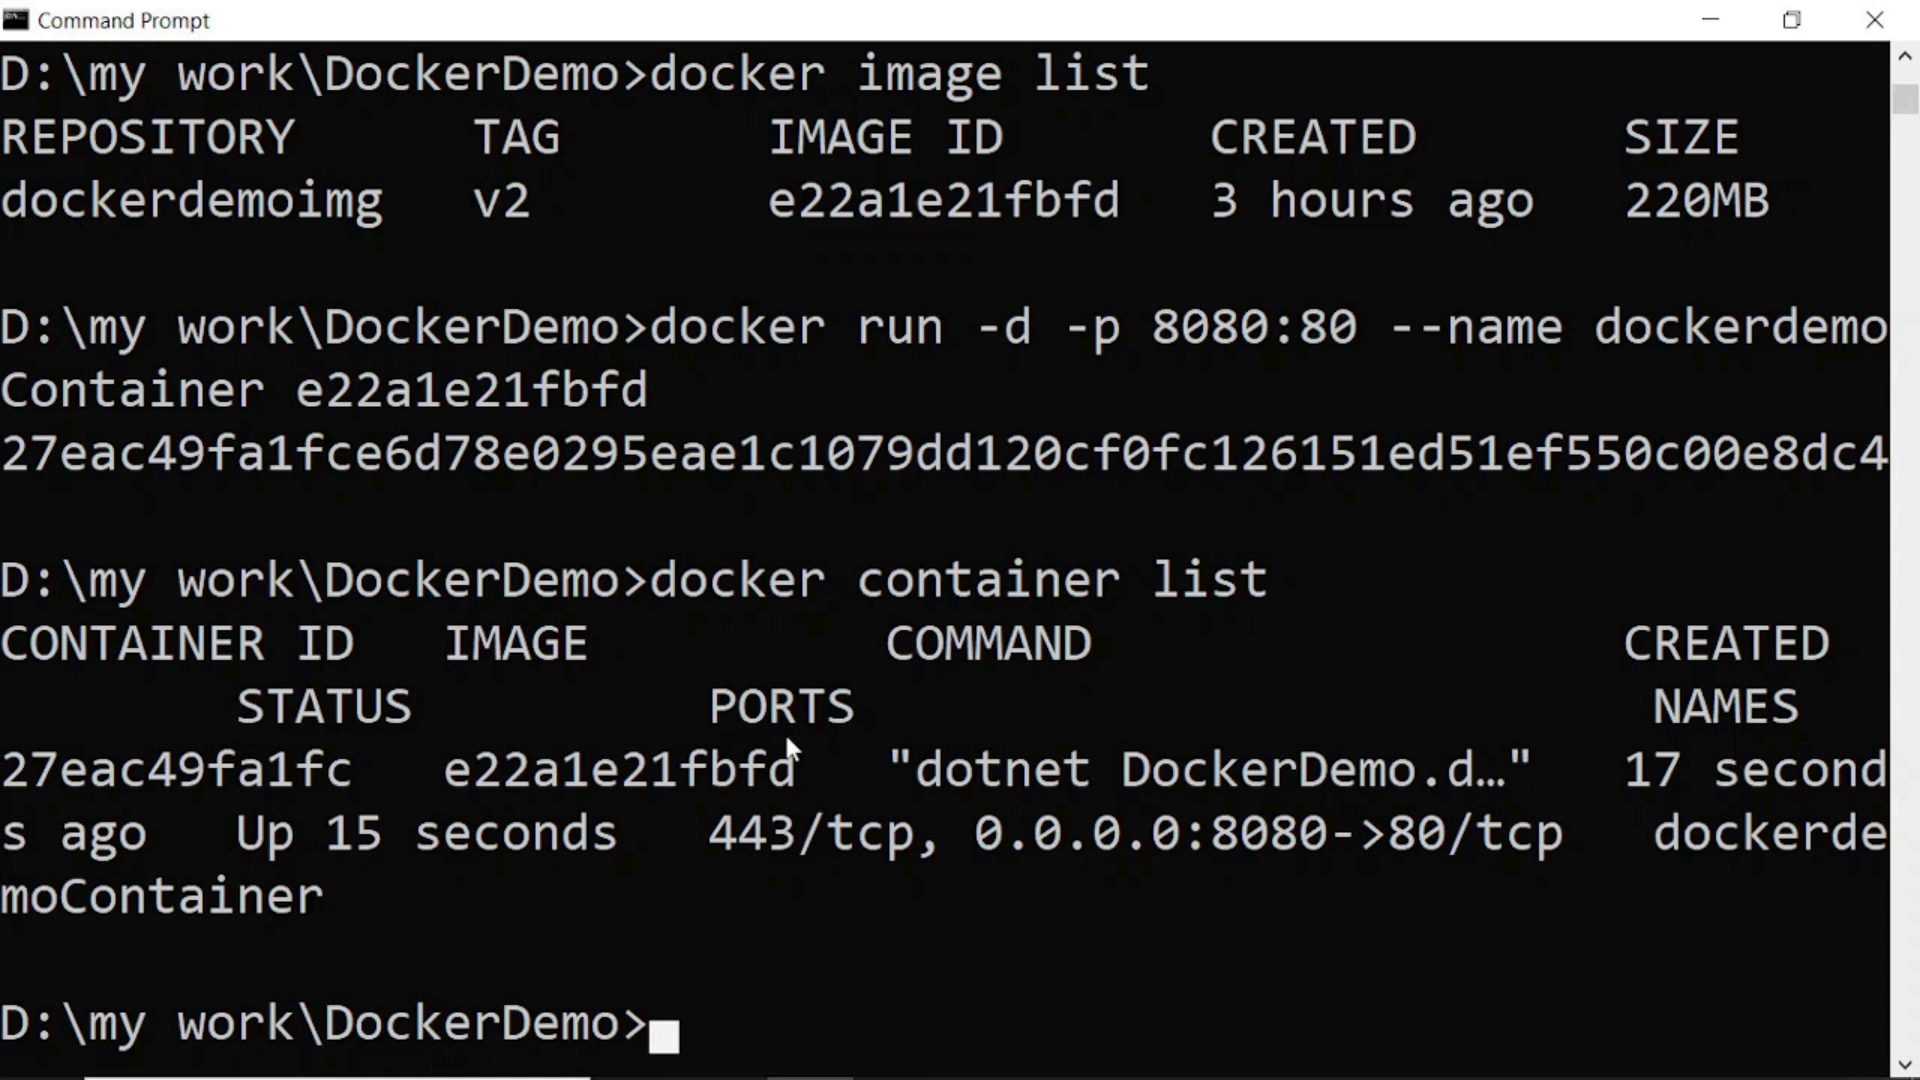 Command Prompt
D:\my work\DockerDemo>docker image list
REPOSITORY TAG IMAGE ID CREATED SIZE
dockerdemoimg v2 e22a1e21fbfd 3 hours ago 220MB
D:\my work\DockerDemo>docker run -d -p 8080:80 --name dockerdemo
Container e22a1e21fbfd
27eac49fa1fce6d78e0295eae1c1079dd120cf0fc126151ed51ef550c00e8dc4
D:\my work\DockerDemo>docker container list
CONTAINER ID IMAGE COMMAND CREATED
STATUS PORTS NAMES
27eac49fa1fc e22a1e21fbfd "dotnet DockerDemo.d…" 17 second
s ago Up 15 seconds 443/tcp, 0.0.0.0:8080->80/tcp dockerde
moContainer
D:\my work\DockerDemo>